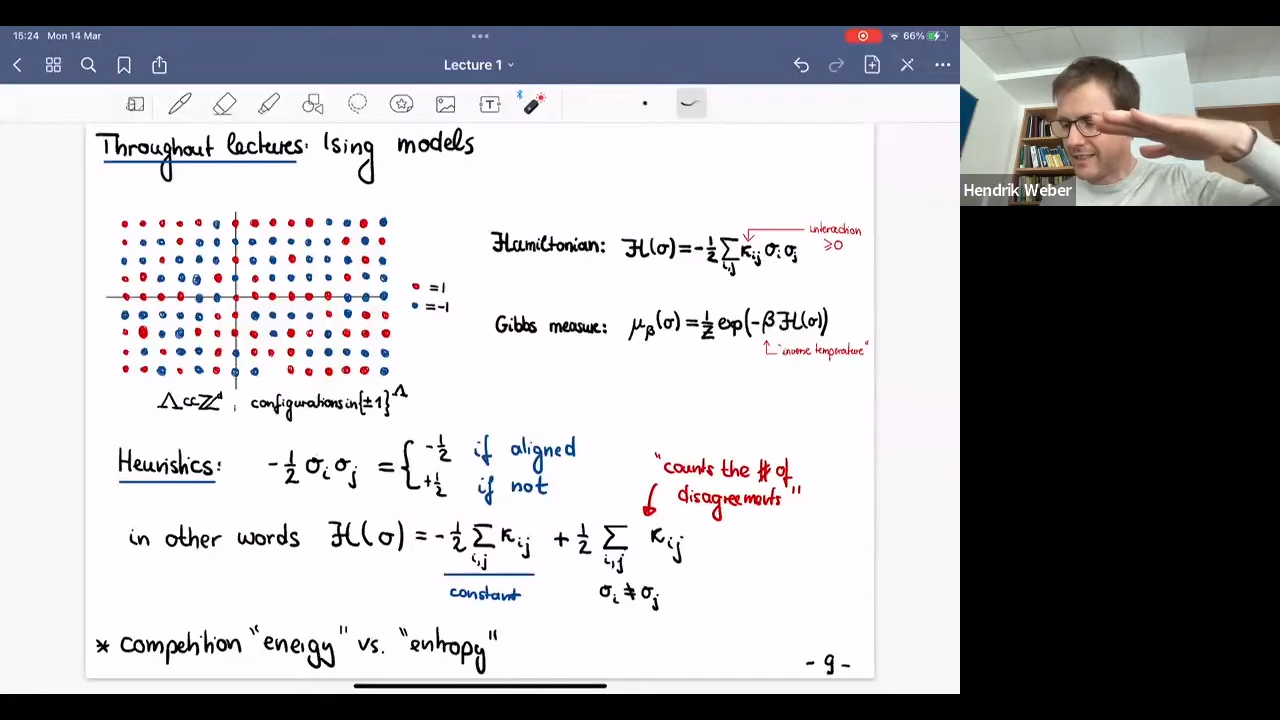 15:24 Mon 14 Mar
66%
Lecture 1
Throughout lectures: Ising models
Hamiltonian: H(σ) = -1/2 Σ_{i,j} κ_ij σ_i σ_j
interaction
≥0
• = 1
• = -1
Gibbs measure: μ_β(σ) = 1/Z exp(-β H(σ))
"inverse temperature"
Λ ⊂⊂ ℤ^d, configurations in {±1}^Λ
Heuristics: -1/2 σ_i σ_j = { -1/2 if aligned
+1/2 if not
"counts the # of
disagreements"
in other words H(σ) = -1/2 Σ_{i,j} κ_ij + 1/2 Σ_{i,j} κ_ij
constant
σ_i ≠ σ_j
* competition "energy" vs. "entropy"
- 9 -
Hendrik Weber